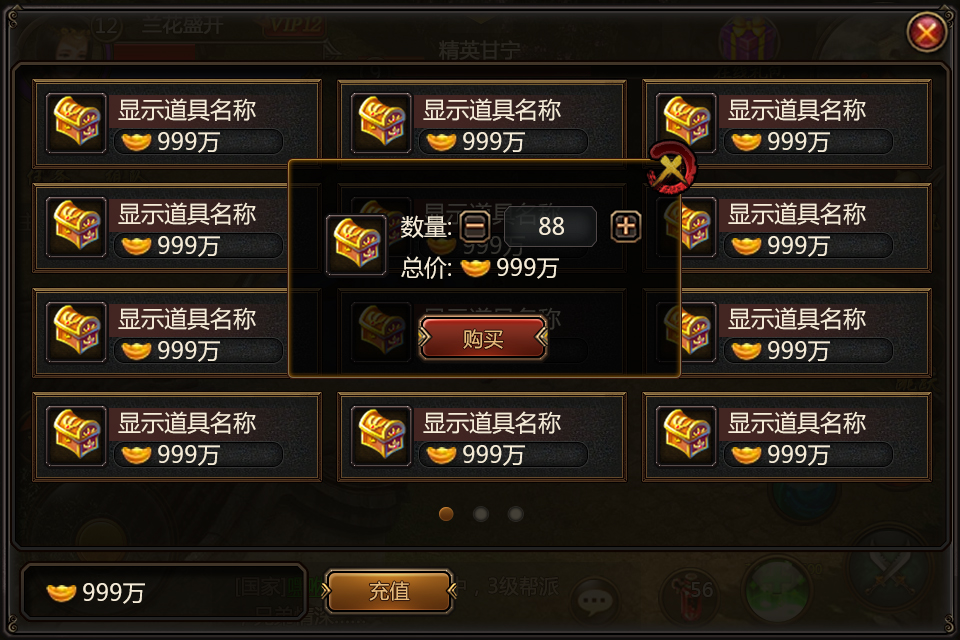 12 兰花盛开 VIP12
精英甘宁
显示道具名称 显示道具名称 显示道具名称
999万 999万 999万
显示道具名称 显示道具名称
999万 999万
数量: 88
总价: 999万
显示道具名称 显示道具名称
999万 999万
购买
显示道具名称 显示道具名称 显示道具名称
999万 999万 999万
999万
充值
[国家]
，3级帮派
56